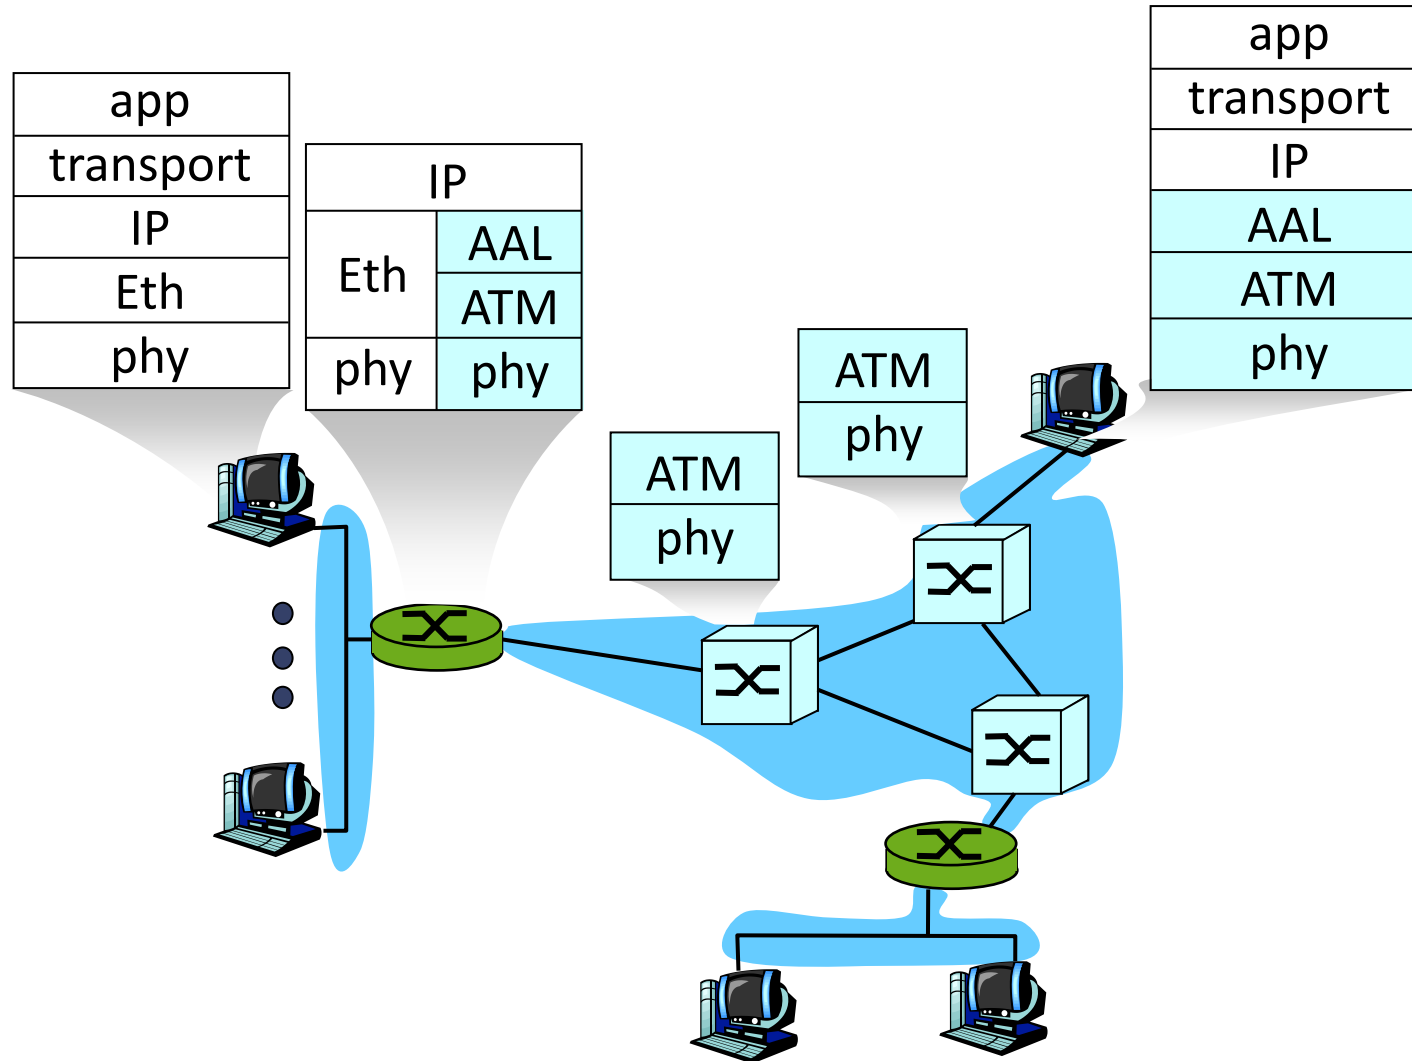 app
transport
IP
Eth
phy
IP
Eth
AAL
ATM
phy
phy
ATM
phy
ATM
phy
app
transport
IP
AAL
ATM
phy